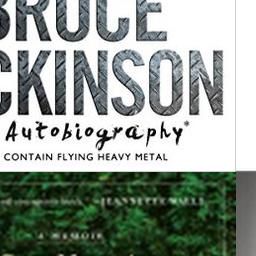 BRUCE
CKINSON
Autobiography*
CONTAIN FLYING HEAVY METAL
JEANNETTE WALLS
A MEMOIR